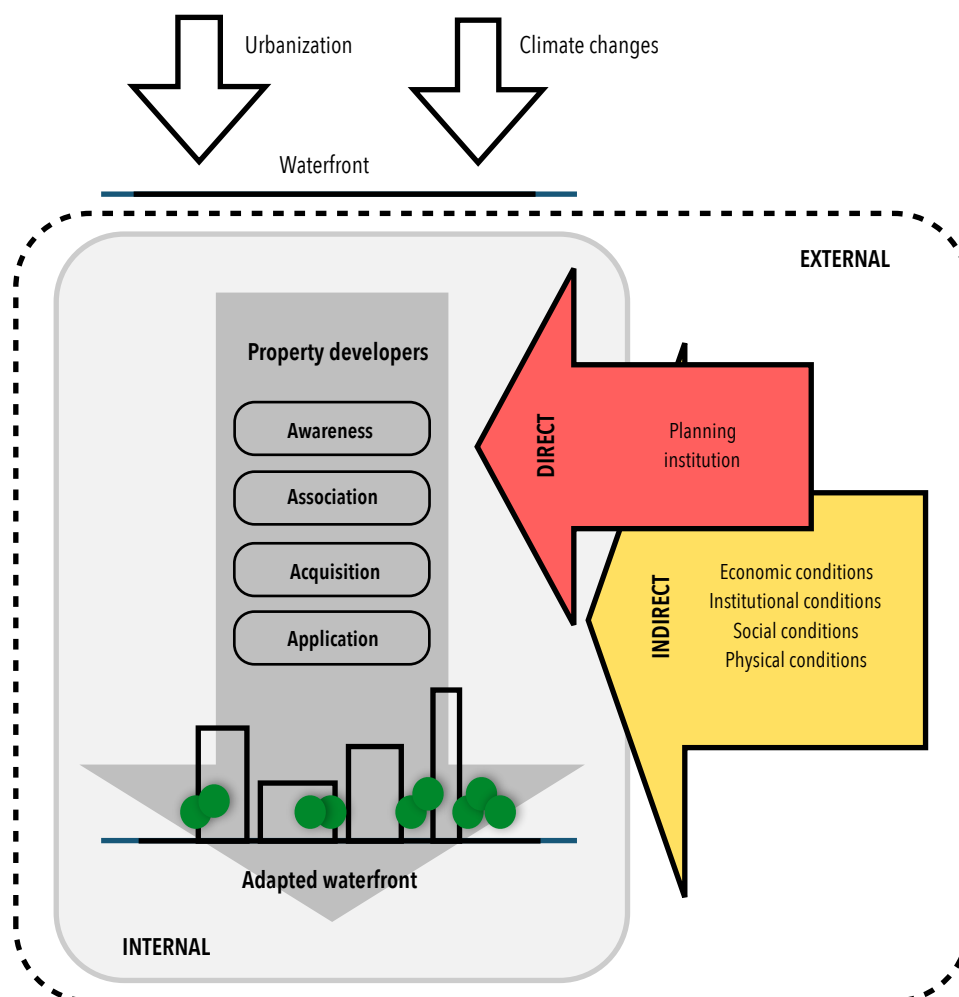 Urbanization
Climate changes
Waterfront
EXTERNAL
Property developers
Awareness
Association
Acquisition
Application
DIRECT
Planning
institution
INDIRECT
Economic conditions
Institutional conditions
Social conditions
Physical conditions
Adapted waterfront
INTERNAL